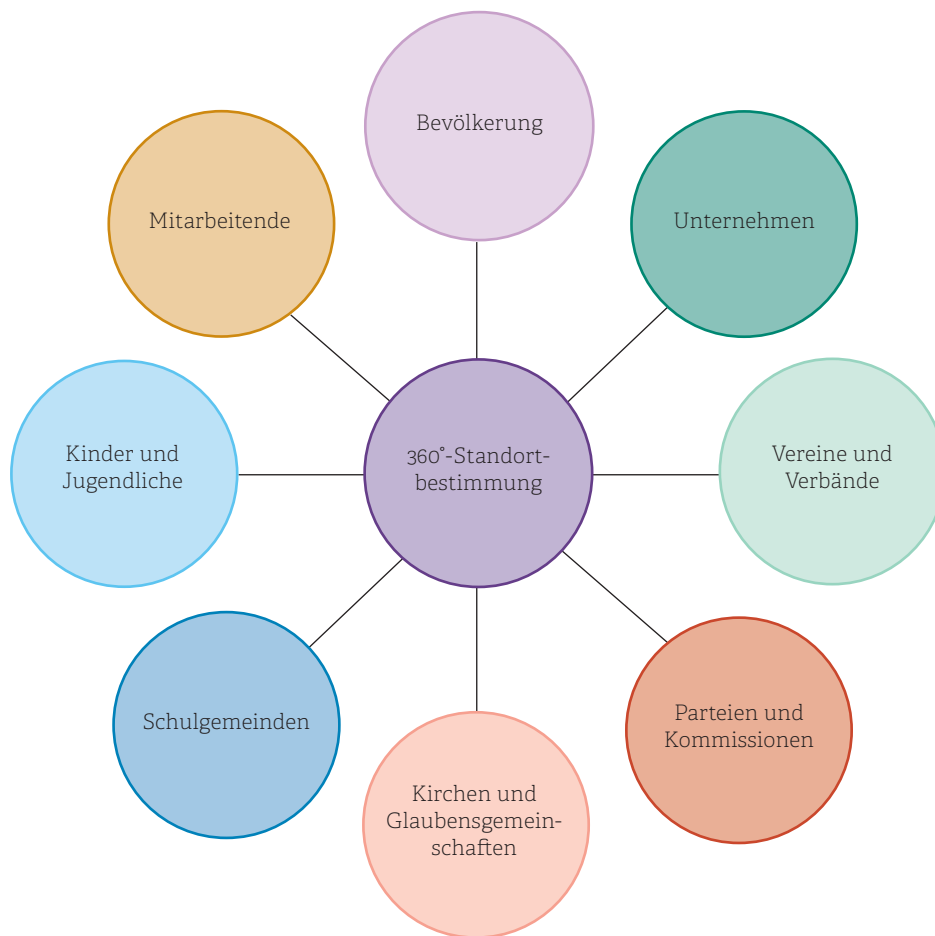 Bevölkerung
Mitarbeitende
Unternehmen
Kinder und
Jugendliche
360°-Standort-
bestimmung
Vereine und
Verbände
Schulgemeinden
Parteien und
Kommissionen
Kirchen und
Glaubensgemein-
schaften